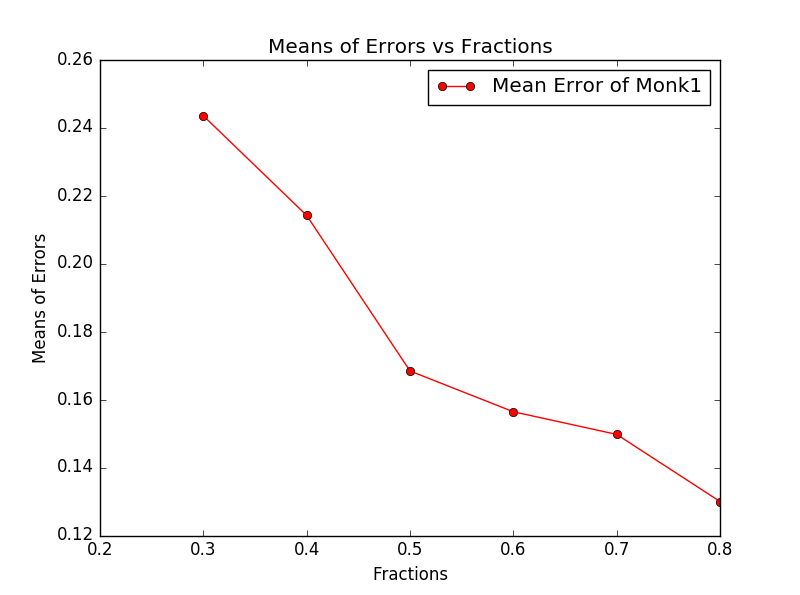 Means of Errors vs Fractions
Mean Error of Monk1
Means of Errors
0.26
0.24
0.22
0.20
0.18
0.16
0.14
0.12
0.2 0.3 0.4 0.5 0.6 0.7 0.8
Fractions